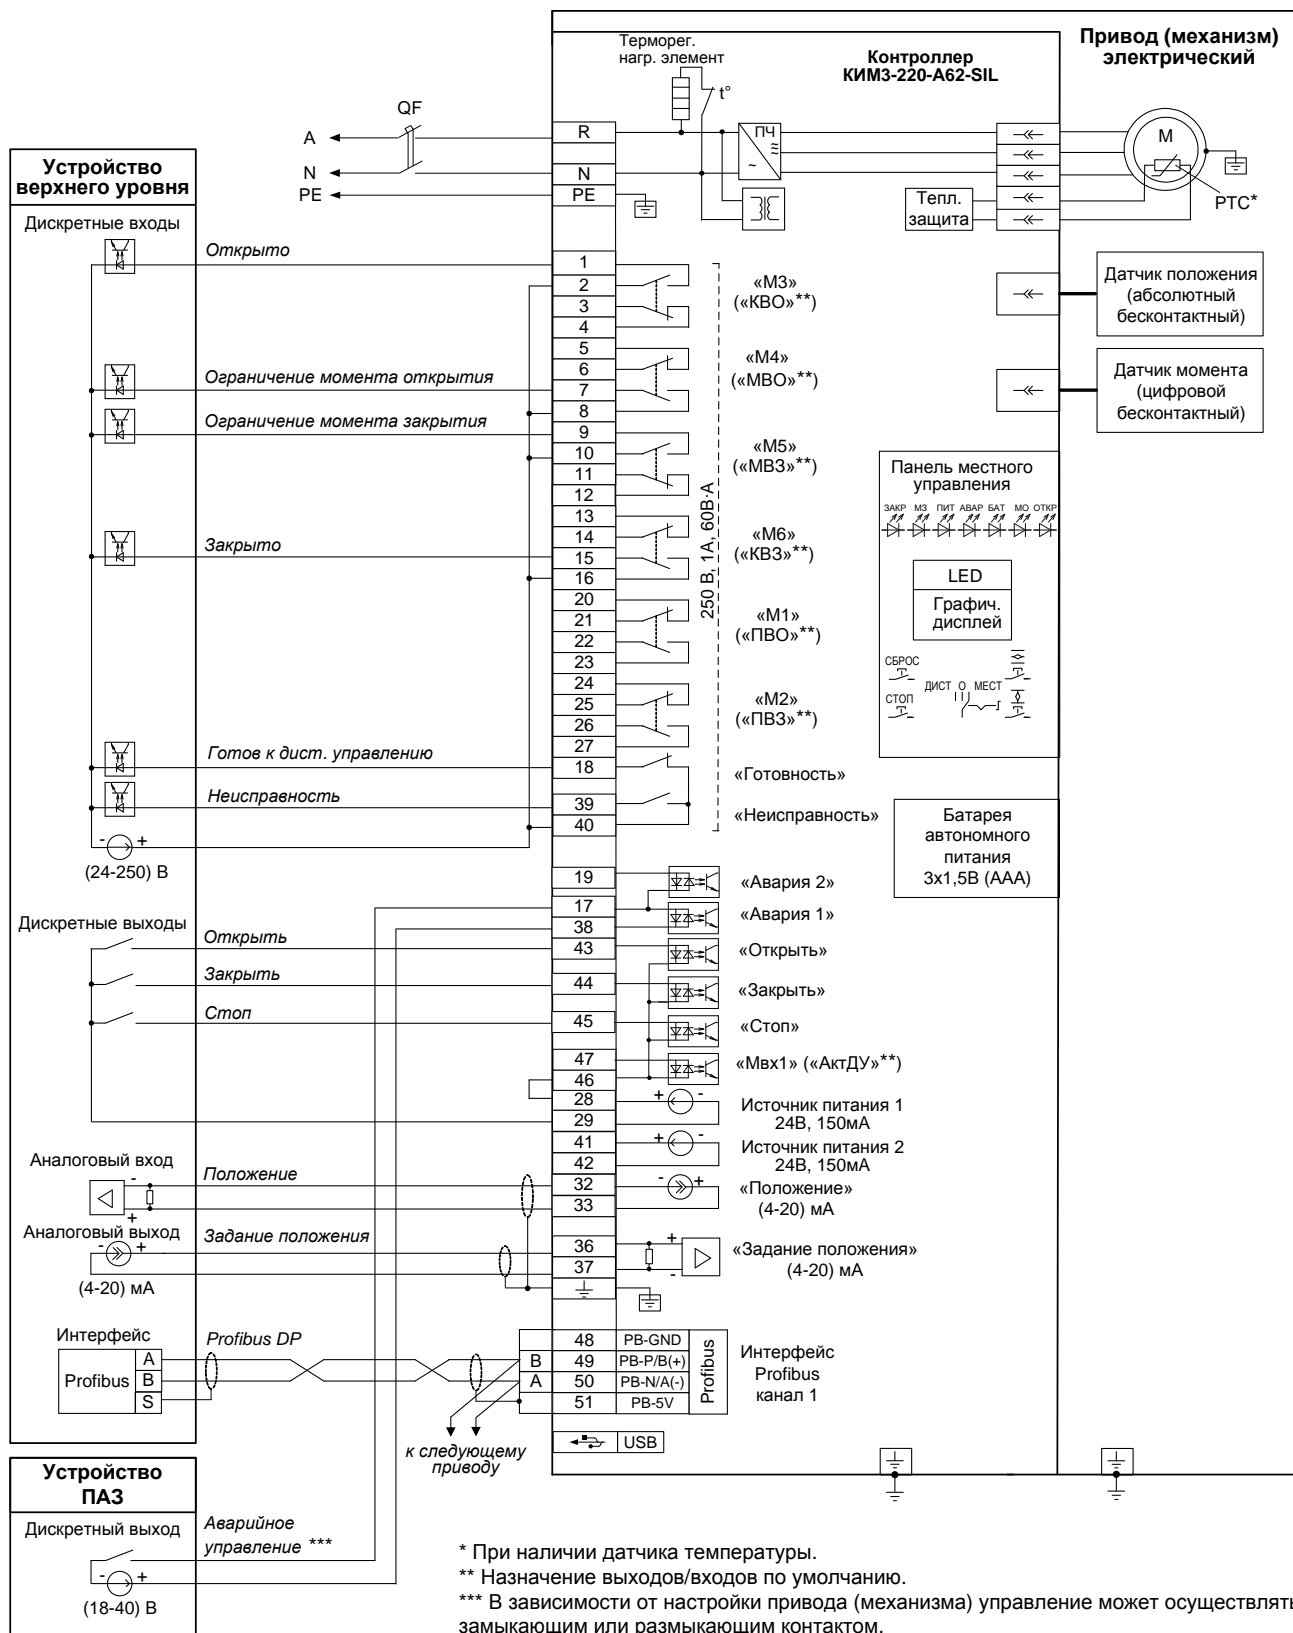 Привод (механизм)
электрический
Контроллер
КИМ3-220-А62-SIL
Терморег.
нагр. элемент
t°
QF
A
N
PE
R
N
PE
ПЧ
≈
≈
~
M
PTC*
Тепл.
защита
Устройство
верхнего уровня
Дискретные входы
Открыто
Ограничение момента открытия
Ограничение момента закрытия
Закрыто
Готов к дист. управлению
Неисправность
- +
(24-250) В
1
2
3
4
5
6
7
8
9
10
11
12
13
14
15
16
20
21
22
23
24
25
26
27
18
39
40
«М3»
(«КВО»**)
«М4»
(«МВО»**)
«М5»
(«МВЗ»**)
«М6»
(«КВЗ»**)
«М1»
(«ПВО»**)
«М2»
(«ПВЗ»**)
«Готовность»
«Неисправность»
250 В, 1А, 60В·А
Датчик положения
(абсолютный
бесконтактный)
Датчик момента
(цифровой
бесконтактный)
Панель местного
управления
ЗАКР МЗ ПИТ АВАР БАТ МО ОТКР
LED
Графич.
дисплей
СБРОС
СТОП
ДИСТ О МЕСТ
Батарея
автономного
питания
3х1,5В (ААА)
Дискретные выходы
Открыть
Закрыть
Стоп
19
17
38
43
44
45
47
46
28
29
41
42
32
33
36
37
«Авария 2»
«Авария 1»
«Открыть»
«Закрыть»
«Стоп»
«Мвх1» («АктДУ»**)
+ -
Источник питания 1
24В, 150мА
+ -
Источник питания 2
24В, 150мА
- +
«Положение»
(4-20) мА
+
-
«Задание положения»
(4-20) мА
Аналоговый вход
-
+
Положение
Аналоговый выход
- +
(4-20) мА
Задание положения
Интерфейс
Profibus
A
B
S
Profibus DP
B
A
48 PB-GND
49 PB-P/B(+)
50 PB-N/A(-)
51 PB-5V
Profibus
Интерфейс
Profibus
канал 1
USB
к следующему
приводу
Устройство
ПАЗ
Дискретный выход
- +
(18-40) В
Аварийное
управление ***
* При наличии датчика температуры.
** Назначение выходов/входов по умолчанию.
*** В зависимости от настройки привода (механизма) управление может осуществлять
замыкающим или размыкающим контактом.